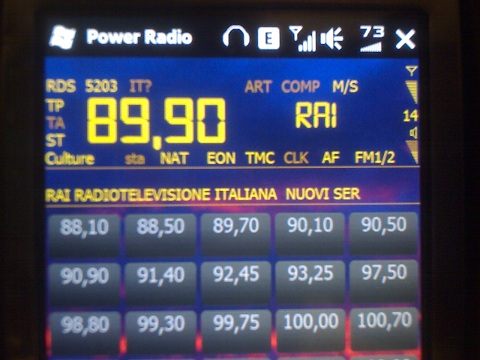 Power Radio E 73
RDS 5203 IT? ART COMP M/S
TP
TA
ST
89,90
RAI
14
Culture sta NAT EON TMC CLK AF FM1/2
RAI RADIOTELEVISIONE ITALIANA NUOVI SER
88,10 88,50 89,70 90,10 90,50
90,90 91,40 92,45 93,25 97,50
98,80 99,30 99,75 100,00 100,70